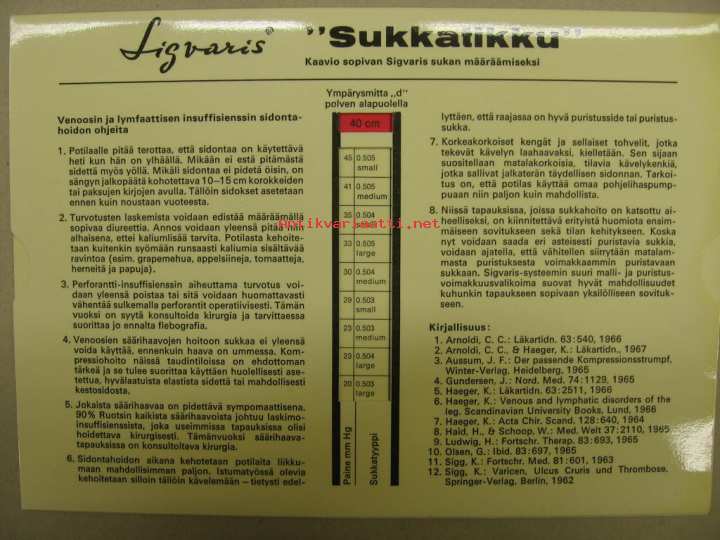 Sigvaris® "Sukkatikku"
Kaavio sopivan Sigvaris sukan määräämiseksi
Venoosin ja lymfaattisen insuffisienssin sidonta-
hoidon ohjeita
1. Potilaalle pitää terottaa, että sidontaa on käytettävä
heti kun hän on ylhäällä. Mikään ei estä pitämästä
sidettä myös yöllä. Mikäli sidontaa ei pidetä öisin, on
sängyn jalkopäätä kohotettava 10–15 cm korokkeiden
tai paksujen kirjojen avulla. Tällöin sidokset asetetaan
ennen kuin noustaan vuoteesta.
2. Turvotusten laskemista voidaan edistää määräämällä
sopivaa diureettia. Annos voidaan yleensä pitää niin
alhaisena, ettei kaliumlisää tarvita. Potilasta kehoite-
taan kuitenkin syömään runsaasti kaliumia sisältävää
ravintoa (esim. grapemehua, appelsiineja, tomaatteja,
herneitä ja papuja).
3. Perforantti-insuffisienssin aiheuttama turvotus voi-
daan yleensä poistaa tai sitä voidaan huomattavasti
vähentää sulkemalla perforantit operatiivisesti. Tämän
vuoksi on syytä konsultoida kirurgia ja tarvittaessa
suorittaa jo ennalta flebografia.
4. Venoosien säärihaavojen hoitoon sukkaa ei yleensä
voida käyttää, ennenkuin haava on ummessa. Kom-
pressiohoito näissä taudintiloissa on ehdottoman
tärkeä ja se tulee suorittaa käyttäen huolellisesti ase-
tettua, hyvälaatuista elastista sidettä tai mahdollisesti
kestosidosta.
5. Jokaista säärihaavaa on pidettävä sympomaattisena.
90% Ruotsin kaikista säärihaavoista johtuu laskimo-
insuffisienssista, joka useimmissa tapauksissa olisi
hoidettava kirurgisesti. Tämänvuoksi säärihaava-
tapauksissa on konsultoitava kirurgia.
6. Sidontahoidon aikana kehotetaan potilaita liikku-
maan mahdollisimman paljon. Istumatyössä olevia
kehoitetaan silloin tällöin kävelemään – tietysti edel-
Ympärysmitta „d"
polven alapuolella
40 cm
45 0.505 small
41 0.505 medium
35 0.504
33 0.505 large
30 0.504 medium
29 0.503 small
23 0.503 medium
23 0.504 large
20 0.503 large
Paine mm Hg
Sukkatyyppi
lyttäen, että raajassa on hyvä puristusside tai puristus-
sukka.
7. Korkeakorkoiset kengät ja sellaiset tohvelit, jotka
tekevät kävelyn laahaavaksi, kielletään. Sen sijaan
suositellaan matalakorkoisia, tilavia kävelykenkiä,
jotka sallivat jalkaterän täydellisen sidonnan. Tarkoi-
tus on, että potilas käyttää omaa pohjelihaspump-
puaan niin paljon kuin mahdollista.
8. Niissä tapauksissa, joissa sukkahoito on katsottu ai-
heelliseksi, on kiinnitettävä erityistä huomiota ensim-
mäiseen sovitukseen sekä tilan kehitykseen. Koska
nyt voidaan saada eri asteisesti puristavia sukkia,
voidaan ajatella, että vähitellen siirrytään matalam-
masta puristuksesta voimakkaammin puristavaan
sukkaan. Sigvaris-systeemin suuri malli- ja puristus-
voimakkuusvalikoima suovat hyvät mahdollisuudet
kuhunkin tapaukseen sopivaan yksilölliseen sovituk-
seen.
Kirjallisuus:
1. Arnoldi, C. C.: Läkartidn. 63:540, 1966
2. Arnoldi, C. C., & Haeger, K.: Läkartidn., 1967
3. Aussum, J. F.: Der passende Kompressionsstrumpf.
Winter-Verlag, Heidelberg, 1965
4. Gundersen, J.: Nord. Med. 74:1129, 1965
5. Haeger, K.: Läkartidn. 63:2511, 1966
6. Haeger, K.: Venous and lymphatic disorders of the
leg. Scandinavian University Books, Lund, 1966
7. Haeger, K.: Acta Chir. Scand. 128:640, 1964
8. Haid, H., & Schoop, W.: Med. Welt 37:2110, 1965
9. Ludwig, H.: Fortschr. Therap. 83:693, 1965
10. Olsen, G.: Ibid. 83:697, 1965
11. Sigg, K.: Fortschr. Med. 81:601, 1963
12. Sigg, K.: Varicen, Ulcus Cruris und Thrombose.
Springer-Verlag, Berlin, 1962
Antikvariaatti.net